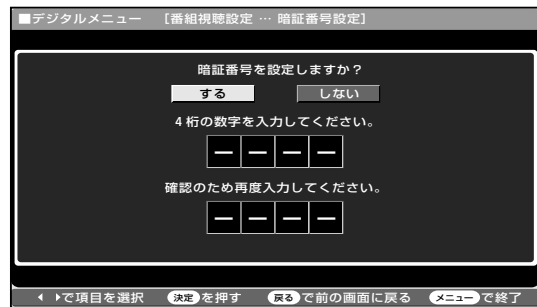 ■デジタルメニュー [番組視聴設定 … 暗証番号設定]
暗証番号を設定しますか？
する しない
4桁の数字を入力してください。
― ― ― ―
確認のため再度入力してください。
― ― ― ―
で項目を選択 決定を押す 戻るで前の画面に戻る メニューで終了